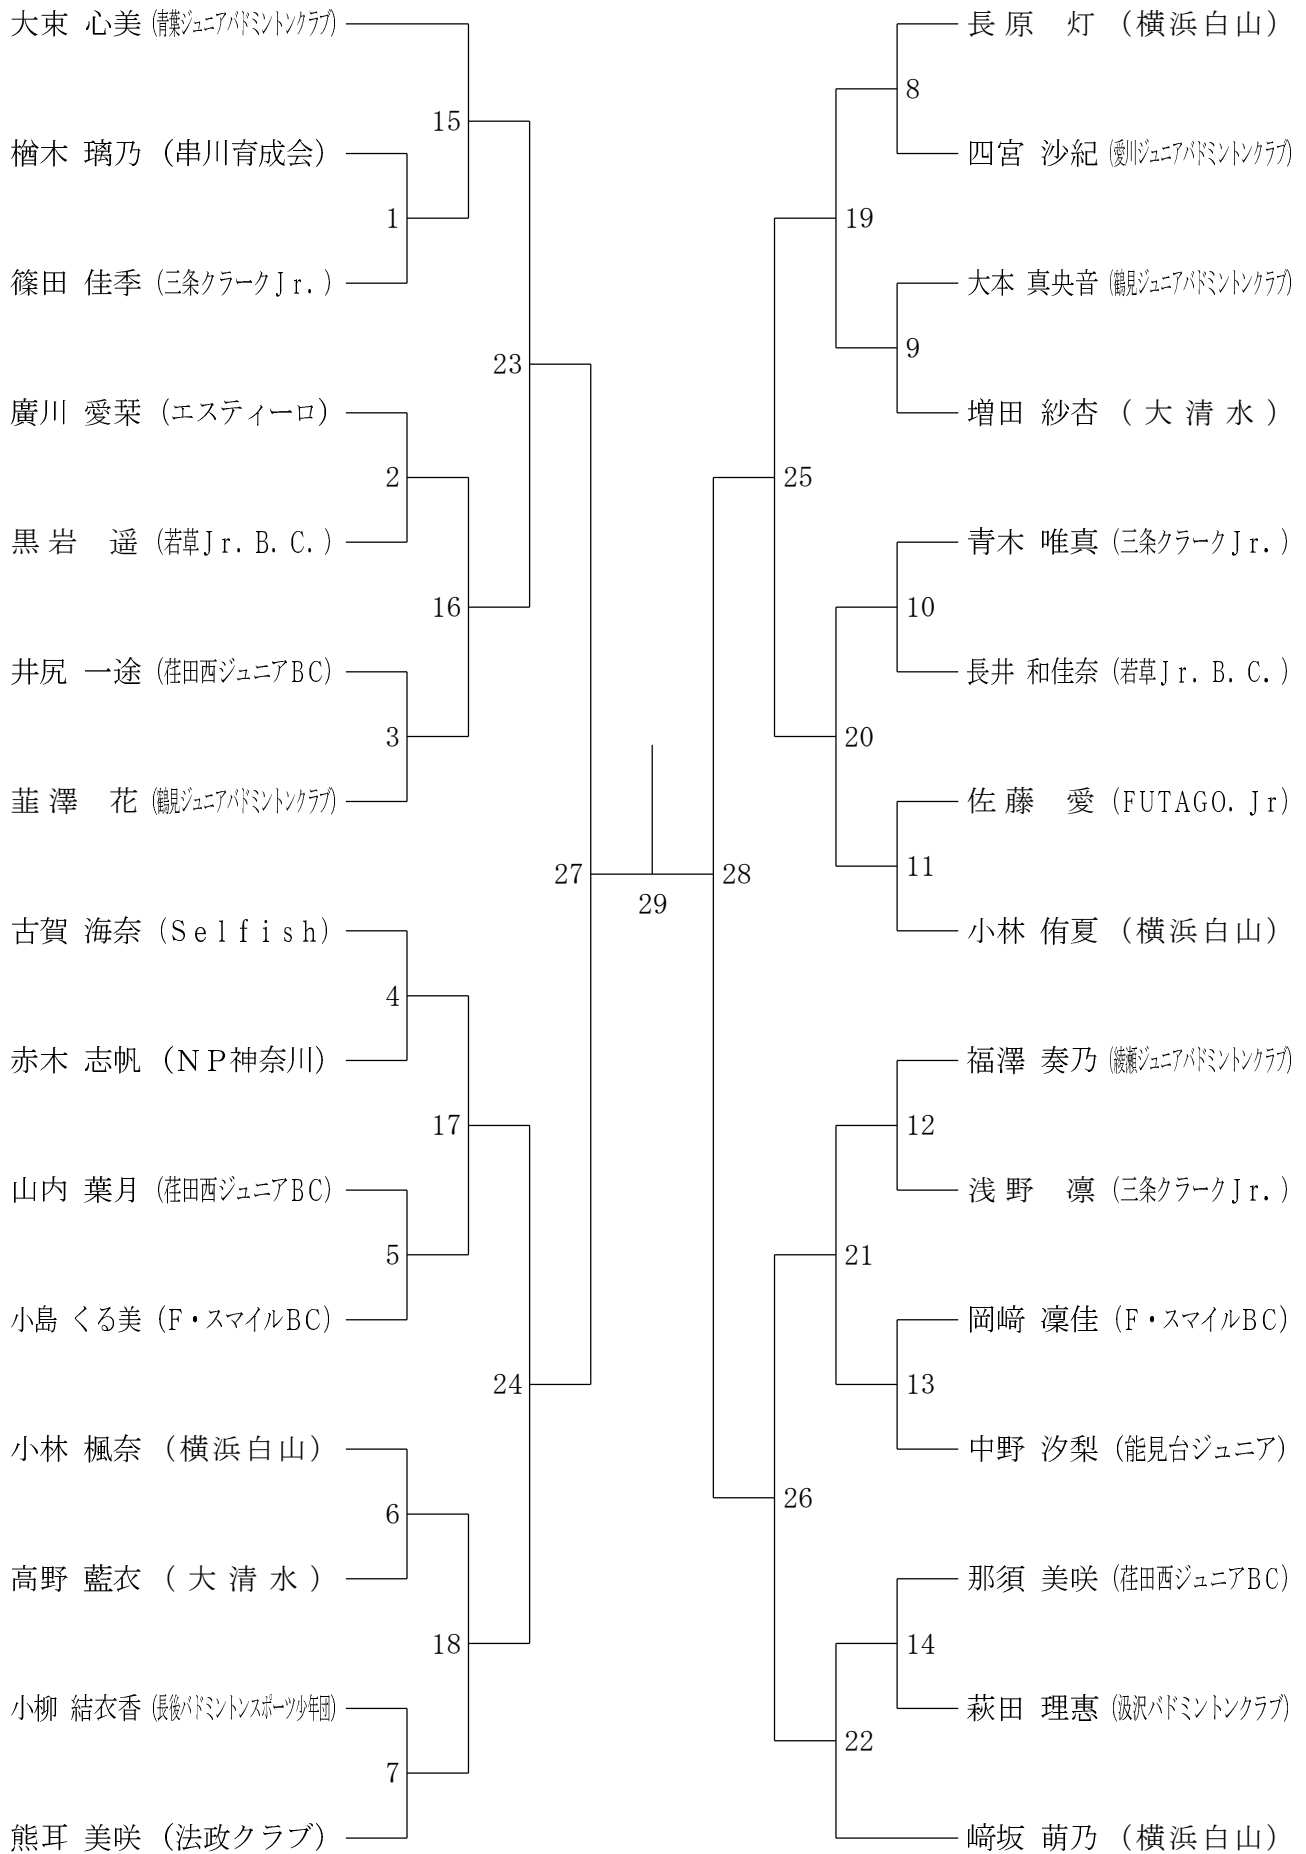 大束 心美 (青葉ジュニアバドミントンクラブ)
15
楢木 璃乃 (串川育成会)
1
篠田 佳季 (三条クラークJr.)
23
廣川 愛栞 (エスティーロ)
2
黒岩 遥 (若草Jr.B.C.)
16
井尻 一途 (荏田西ジュニアBC)
3
韮澤 花 (鶴見ジュニアバドミントンクラブ)
27
古賀 海奈 (Selfish)
4
赤木 志帆 (NP神奈川)
17
山内 葉月 (荏田西ジュニアBC)
5
小島 くる美 (F・スマイルBC)
24
小林 楓奈 (横浜白山)
6
高野 藍衣 (大清水)
18
小柳 結衣香 (長後バドミントンスポーツ少年団)
7
熊耳 美咲 (法政クラブ)
29
長原 灯 (横浜白山)
8
四宮 沙紀 (愛川ジュニアバドミントンクラブ)
19
大本 真央音 (鶴見ジュニアバドミントンクラブ)
9
増田 紗杏 (大清水)
25
青木 唯真 (三条クラークJr.)
10
長井 和佳奈 (若草Jr.B.C.)
20
佐藤 愛 (FUTAGO.Jr)
11
28
小林 侑夏 (横浜白山)
福澤 奏乃 (綾瀬ジュニアバドミントンクラブ)
12
浅野 凛 (三条クラークJr.)
21
岡﨑 凜佳 (F・スマイルBC)
13
中野 汐梨 (能見台ジュニア)
26
那須 美咲 (荏田西ジュニアBC)
14
萩田 理惠 (汲沢バドミントンクラブ)
22
﨑坂 萌乃 (横浜白山)